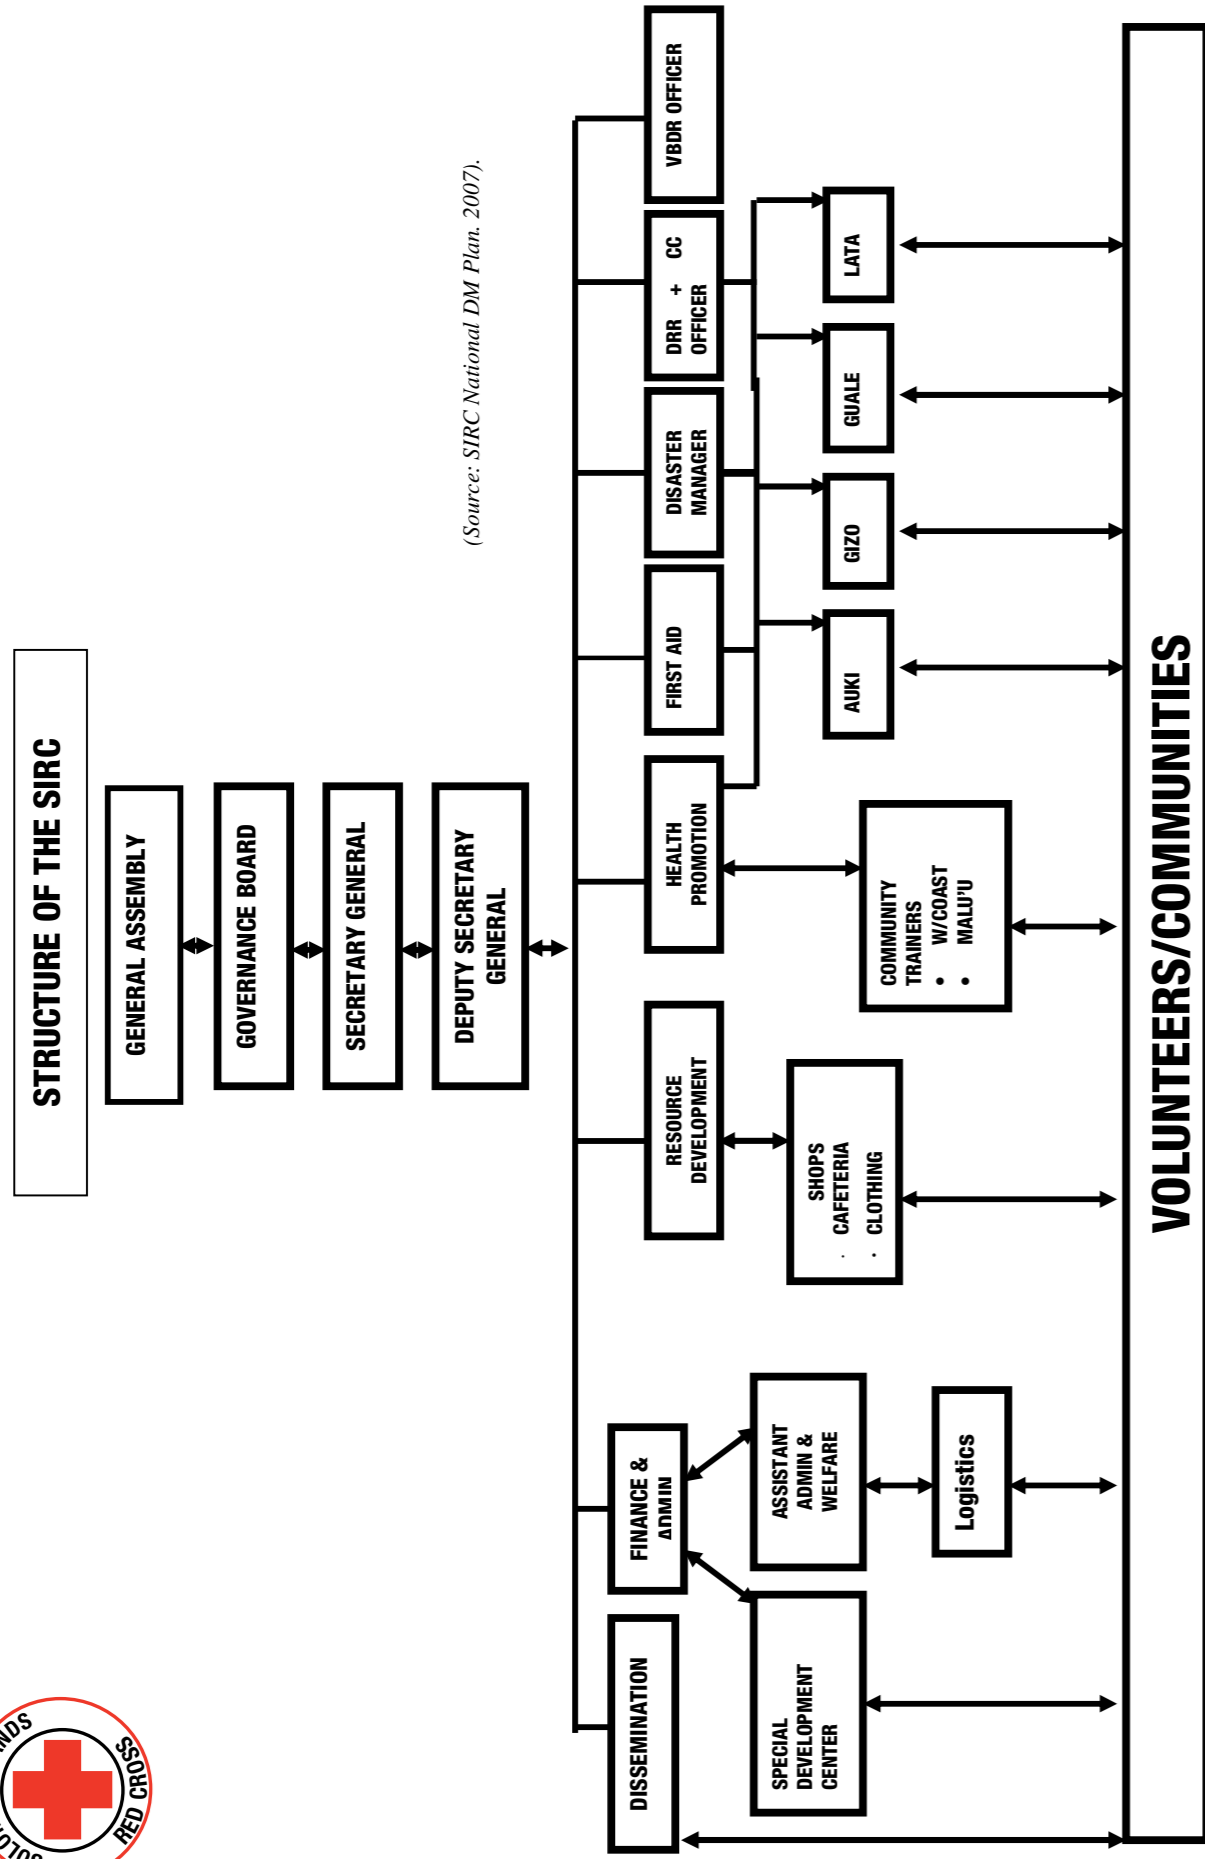 STRUCTURE OF THE SIRC
GENERAL ASSEMBLY
GOVERNANCE BOARD
SECRETARY GENERAL
DEPUTY SECRETARY
GENERAL
(Source: SIRC National DM Plan. 2007).
DISSEMINATION
FINANCE &
ADMIN
RESOURCE
DEVELOPMENT
HEALTH
PROMOTION
FIRST AID
DISASTER
MANAGER
DRR + CC
OFFICER
VBDR OFFICER
SPECIAL
DEVELOPMENT
CENTER
ASSISTANT
ADMIN &
WELFARE
SHOPS
· CAFETERIA
· CLOTHING
COMMUNITY
TRAINERS
• W/COAST
• MALU'U
AUKI
GIZO
GUALE
LATA
Logistics
VOLUNTEERS/COMMUNITIES
RED CROSS